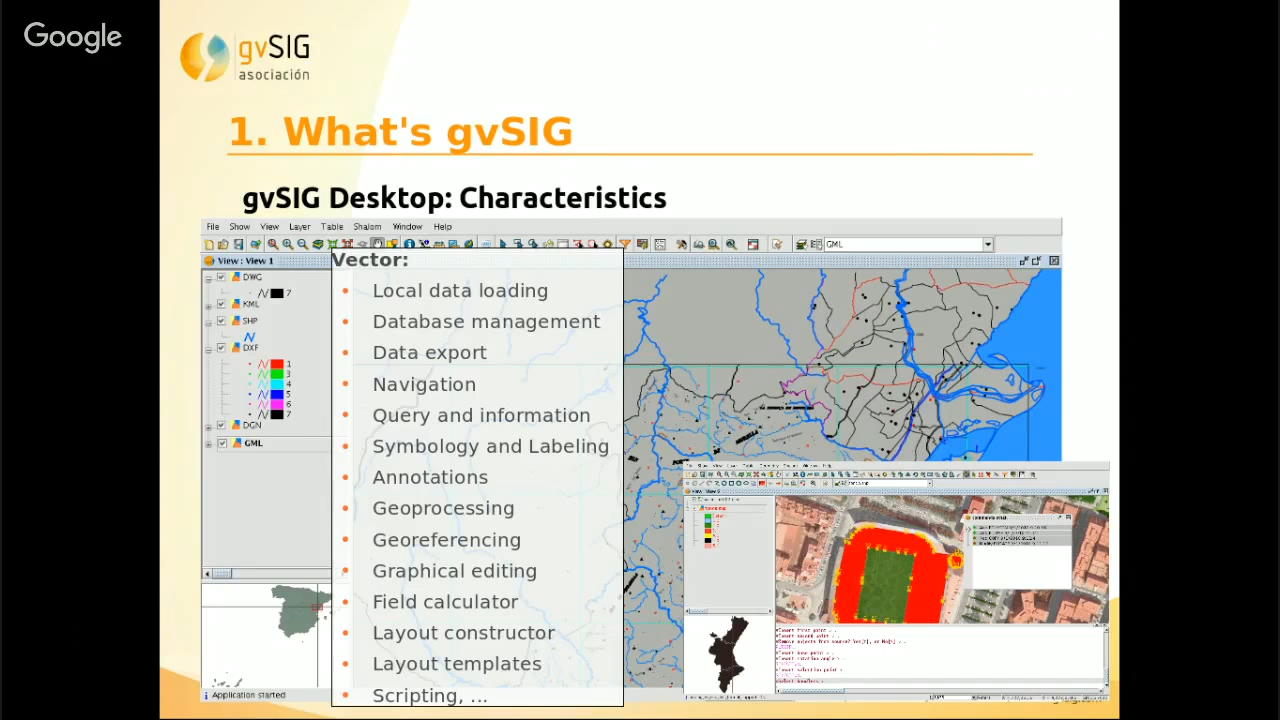 Google
gvSIG
asociación
1. What's gvSIG
gvSIG Desktop: Characteristics
File Show View Layer Table Shalom Window Help
GML
View : View 1
Vector:
DWG
7
KML
SHP
DXF
1
3
4
5
6
7
DGN
GML
• Local data loading
• Database management
• Data export
• Navigation
• Query and information
• Symbology and Labeling
• Annotations
• Geoprocessing
• Georeferencing
• Graphical editing
• Field calculator
• Layout constructor
• Layout templates
• Scripting, ...
Application started